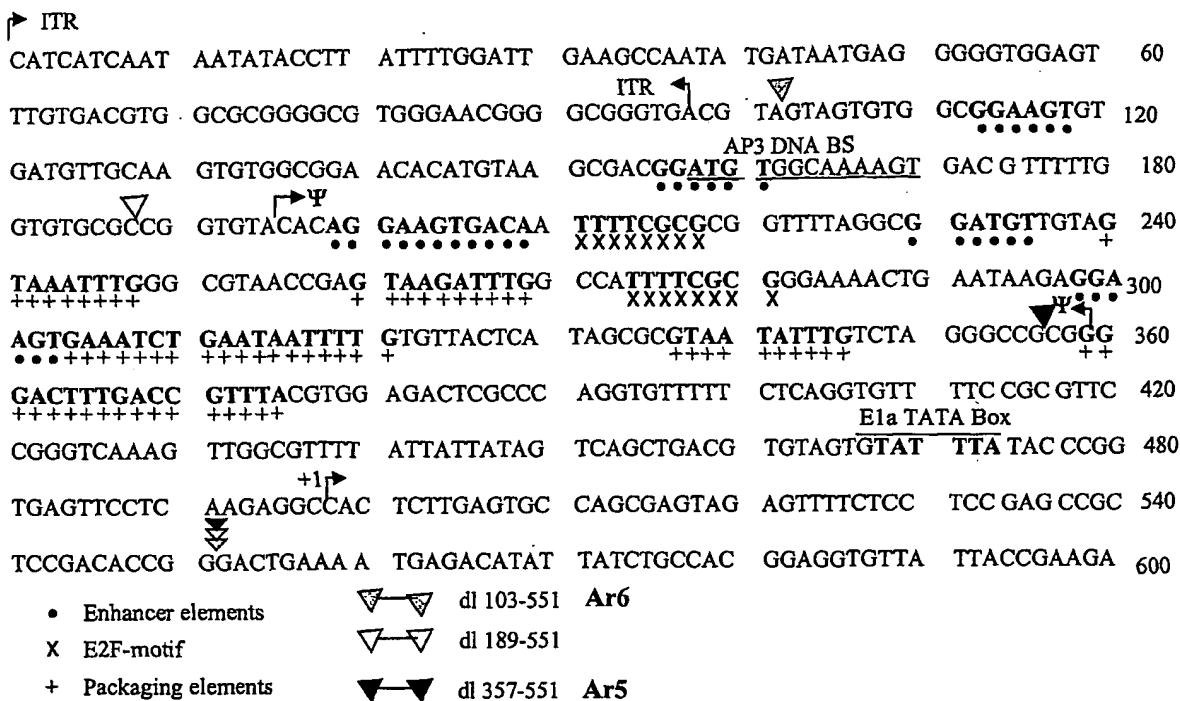 ITR
CATCATCAAT AATATACCTT ATTTTGGATT GAAGCCAATA TGATAATGAG GGGGTGGAGT 60
ITR
TTGTGACGTG GCGCGGGGCG TGGGAACGGG GCGGGTGACG TAGTAGTGTG GCGGAAGTGT 120
AP3 DNA BS
GATGTTGCAA GTGTGGCGGA ACACATGTAA GCGACGGATG TGGCAAAAGT GAC G TTTTTG 180
Ψ
GTGTGCGCCG GTGTACACAG GAAGTGACAA TTTTCGCGCG GTTTTAGGCG GATGTTGTAG 240
XXXXXXXX +
TAAATTTGGG CGTAACCGAG TAAGATTTGG CCATTTTCGC GGGAAAACTG AATAAGAGGA 300
++++++++ + +++++++++ XXXXXXX X
Ψ
AGTGAAATCT GAATAATTTT GTGTTACTCA TAGCGCGTAA TATTTGTCTA GGGCCGCGGG 360
+++++++ ++++++++++ + ++++ ++++++ ++
GACTTTGACC GTTTACGTGG AGACTCGCCC AGGTGTTTTT CTCAGGTGTT TTC CGC GTTC 420
++++++++++ +++++
E1a TATA Box
CGGGTCAAAG TTGGCGTTTT ATTATTATAG TCAGCTGACG TGTAGTGTAT TTA TAC CCGG 480
+1
TGAGTTCCTC AAGAGGCCAC TCTTGAGTGC CAGCGAGTAG AGTTTTCTCC TCC GAG CCGC 540
TCCGACACCG GGACTGAAA A TGAGACATAT TATCTGCCAC GGAGGTGTTA TTACCGAAGA 600
• Enhancer elements dl 103-551 Ar6
X E2F-motif dl 189-551
+ Packaging elements dl 357-551 Ar5